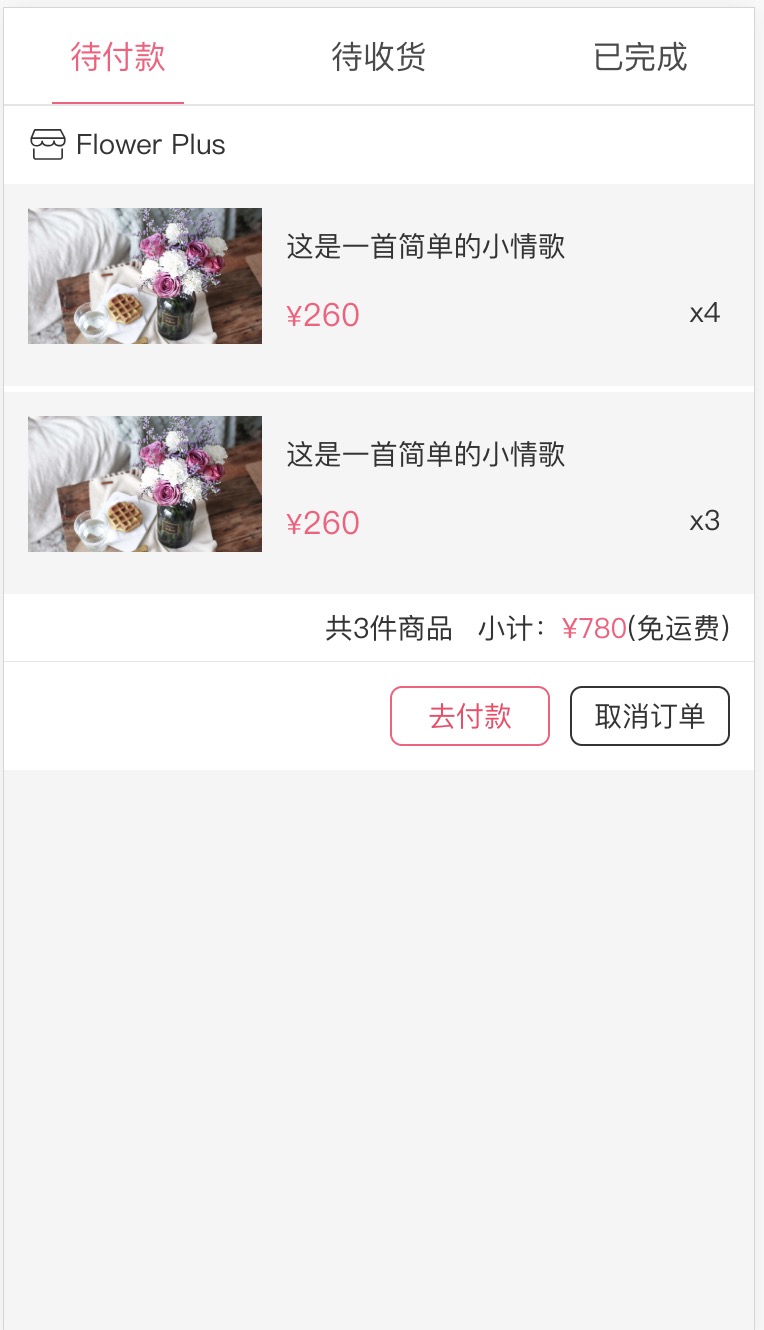 待付款 待收货 已完成
Flower Plus
这是一首简单的小情歌
¥260 x4
这是一首简单的小情歌
¥260 x3
共3件商品 小计：¥780(免运费)
去付款 取消订单